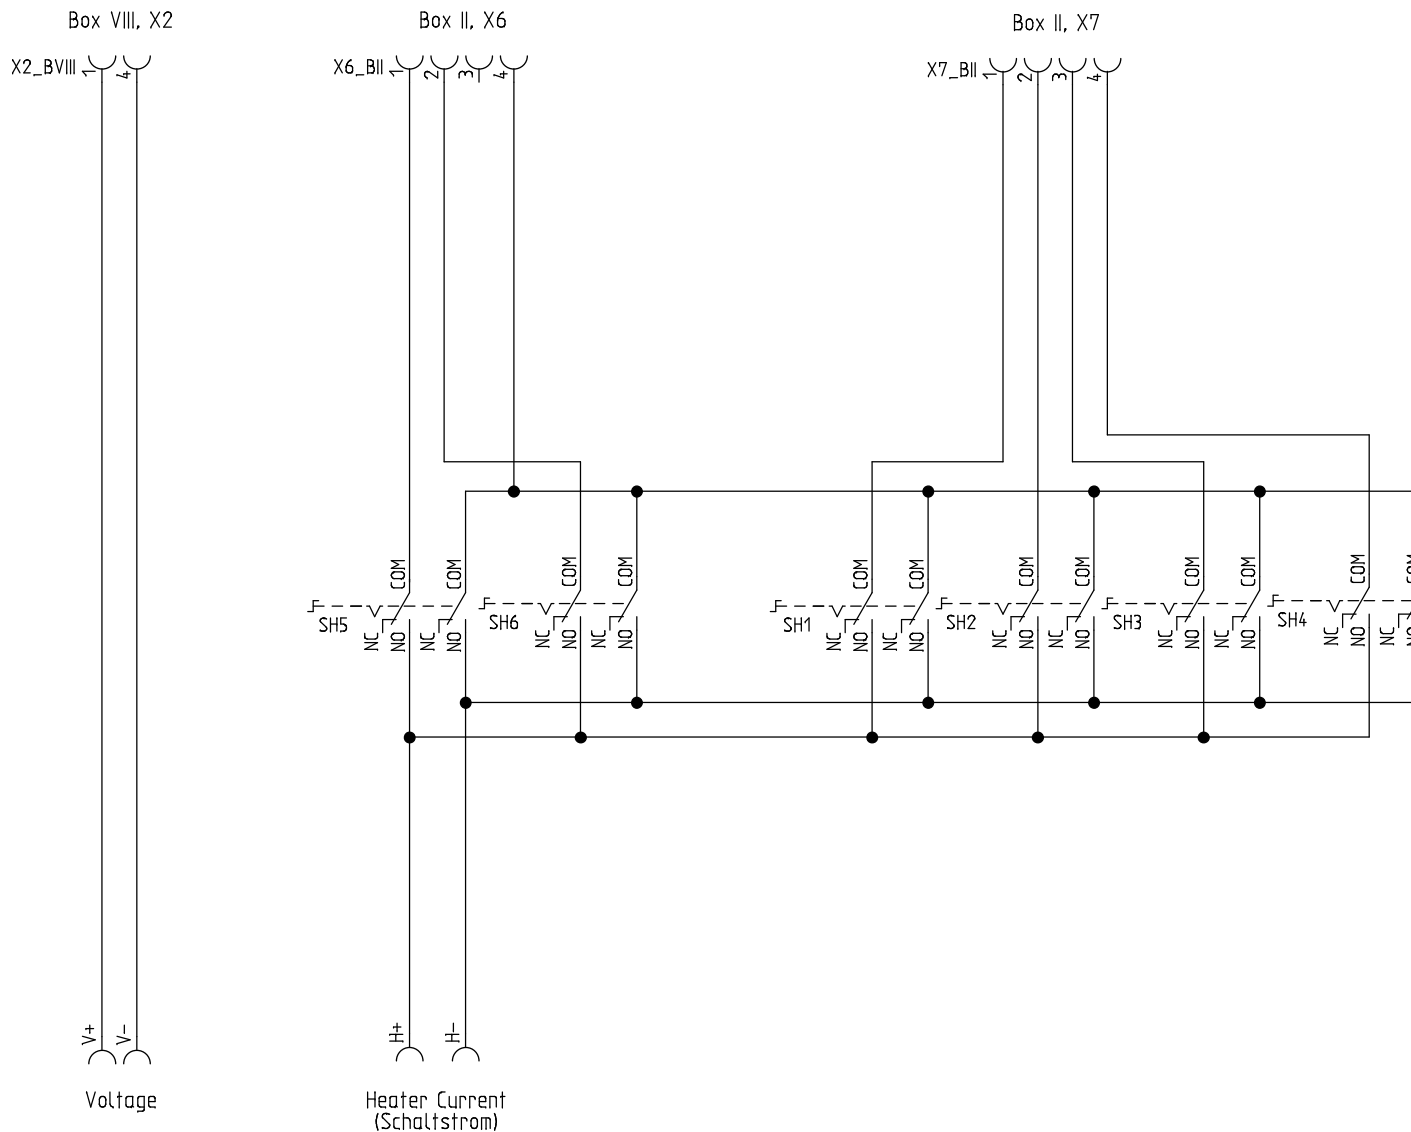 Box VIII, X2
Box II, X6
Box II, X7
X2_BVIII 1 4
X6_BII 1 2 3 4
X7_BII 1 2 3 4
COM COM COM COM COM COM COM COM COM COM COM COM
SH5 SH6 SH1 SH2 SH3 SH4
NC NO NC NO NC NO NC NO NC NO NC NO NC NO NC NO NC NO NC NO NC NO NC NO
V+ V- H+ H-
Voltage
Heater Current
(Schaltstrom)